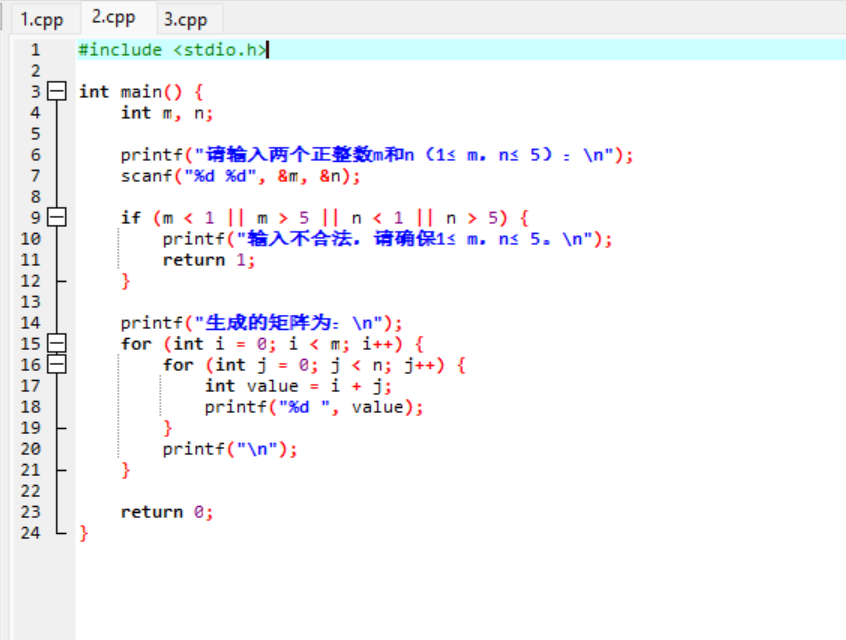 1.cpp 2.cpp 3.cpp
1 #include <stdio.h>
2
3 int main() {
4 int m, n;
5
6 printf("请输入两个正整数m和n（1≤ m，n≤ 5）：\n");
7 scanf("%d %d", &m, &n);
8
9 if (m < 1 || m > 5 || n < 1 || n > 5) {
10 printf("输入不合法，请确保1≤ m，n≤ 5。\n");
11 return 1;
12 }
13
14 printf("生成的矩阵为：\n");
15 for (int i = 0; i < m; i++) {
16 for (int j = 0; j < n; j++) {
17 int value = i + j;
18 printf("%d ", value);
19 }
20 printf("\n");
21 }
22
23 return 0;
24 }